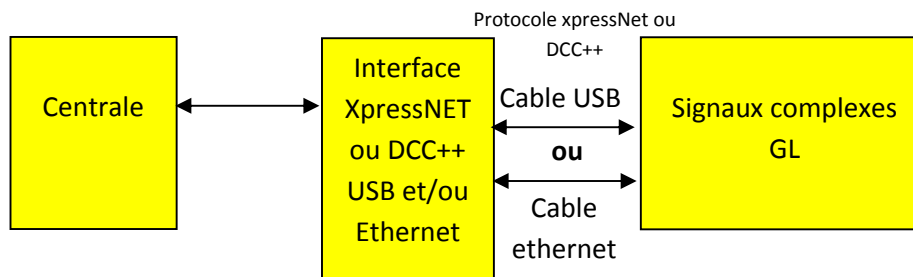 Centrale
Interface
XpressNET
ou DCC++
USB et/ou
Ethernet
Protocole xpressNet ou
DCC++
Cable USB
ou
Cable
ethernet
Signaux complexes
GL